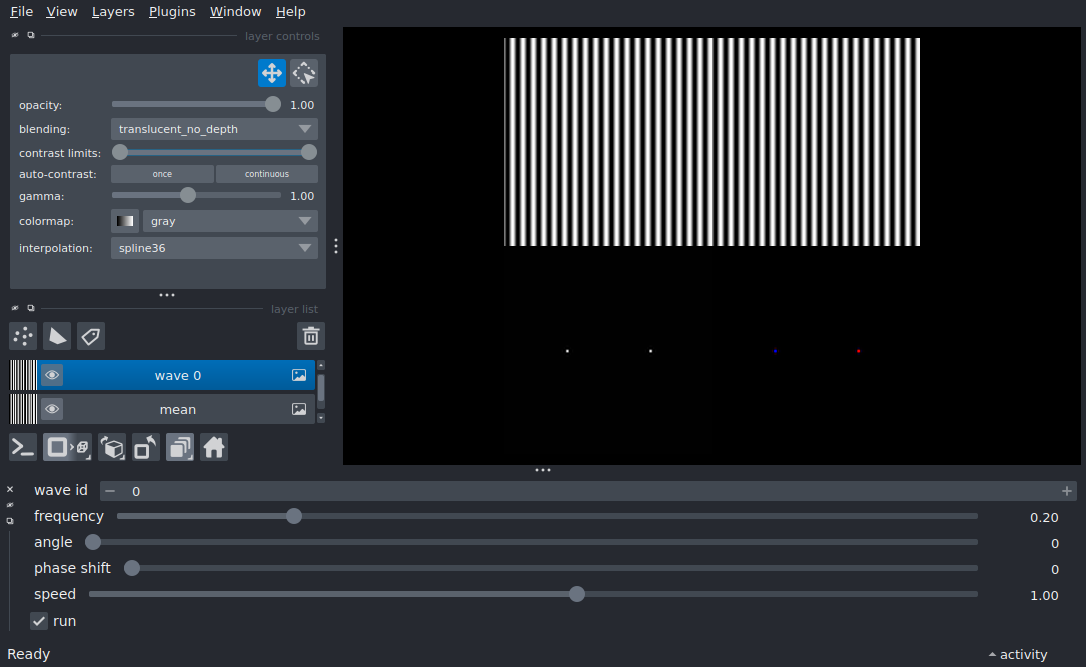 File View Layers Plugins Window Help
layer controls
opacity: 1.00
blending: translucent_no_depth
contrast limits:
auto-contrast: once continuous
gamma: 1.00
colormap: gray
interpolation: spline36
layer list
wave 0
mean
wave id 0
frequency 0.20
angle 0
phase shift 0
speed 1.00
run
Ready activity